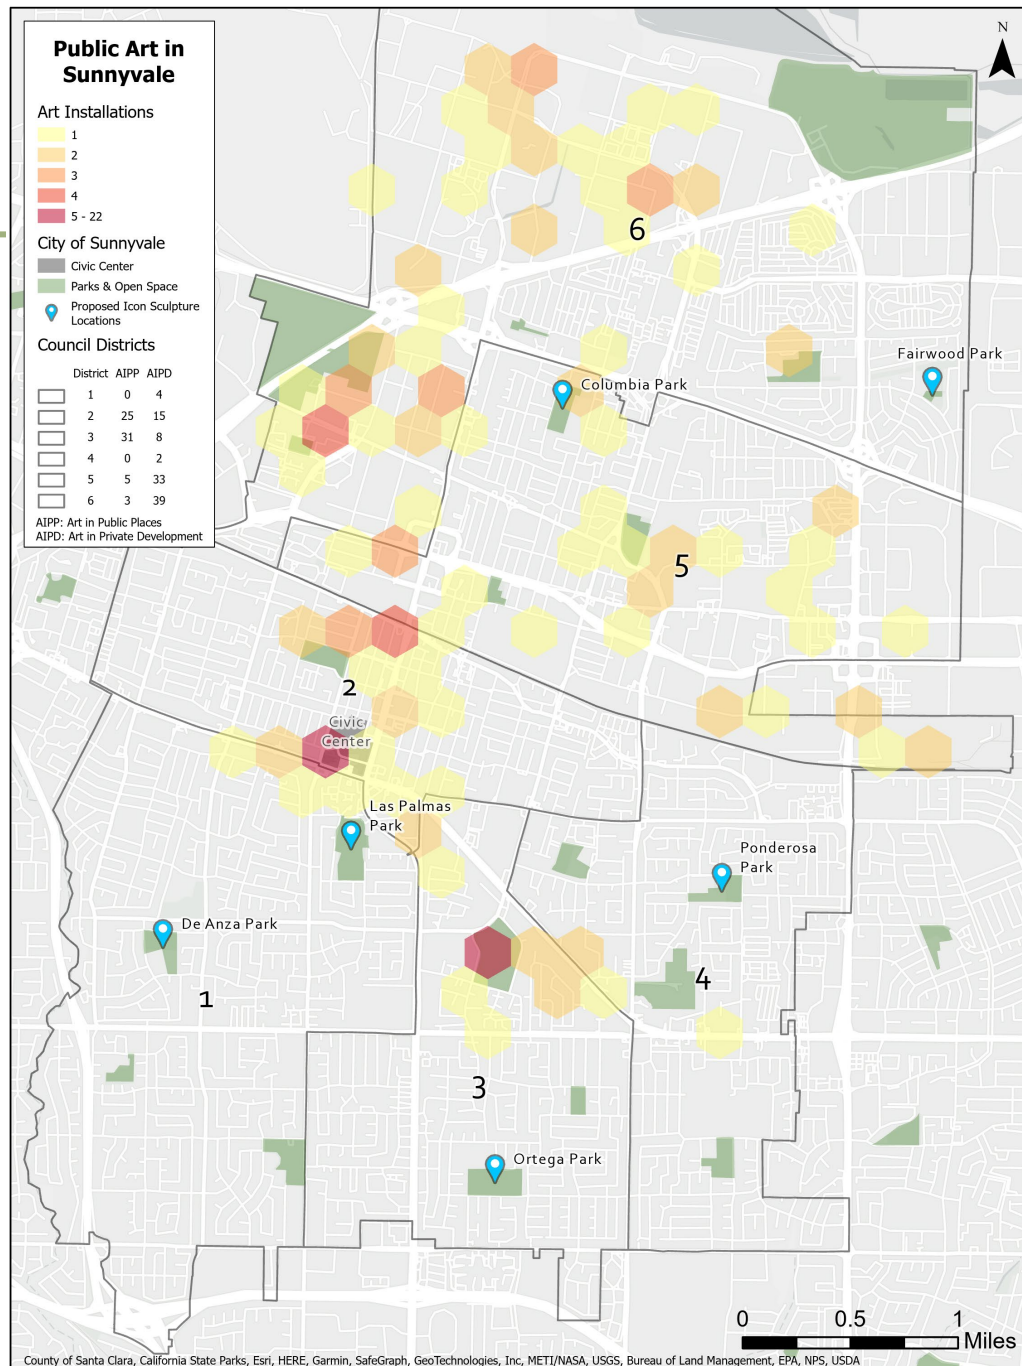 Public Art in
Sunnyvale
Art Installations
1
2
3
4
5 - 22
City of Sunnyvale
Civic Center
Parks & Open Space
Proposed Icon Sculpture
Locations
Council Districts
District AIPP AIPD
1 0 4
2 25 15
3 31 8
4 0 2
5 5 33
6 3 39
AIPP: Art in Public Places
AIPD: Art in Private Development
N
6
Fairwood Park
Columbia Park
5
2
Civic
Center
Las Palmas
Park
Ponderosa
Park
De Anza Park
4
1
3
Ortega Park
0 0.5 1
Miles
County of Santa Clara, California State Parks, Esri, HERE, Garmin, SafeGraph, GeoTechnologies, Inc, METI/NASA, USGS, Bureau of Land Management, EPA, NPS, USDA